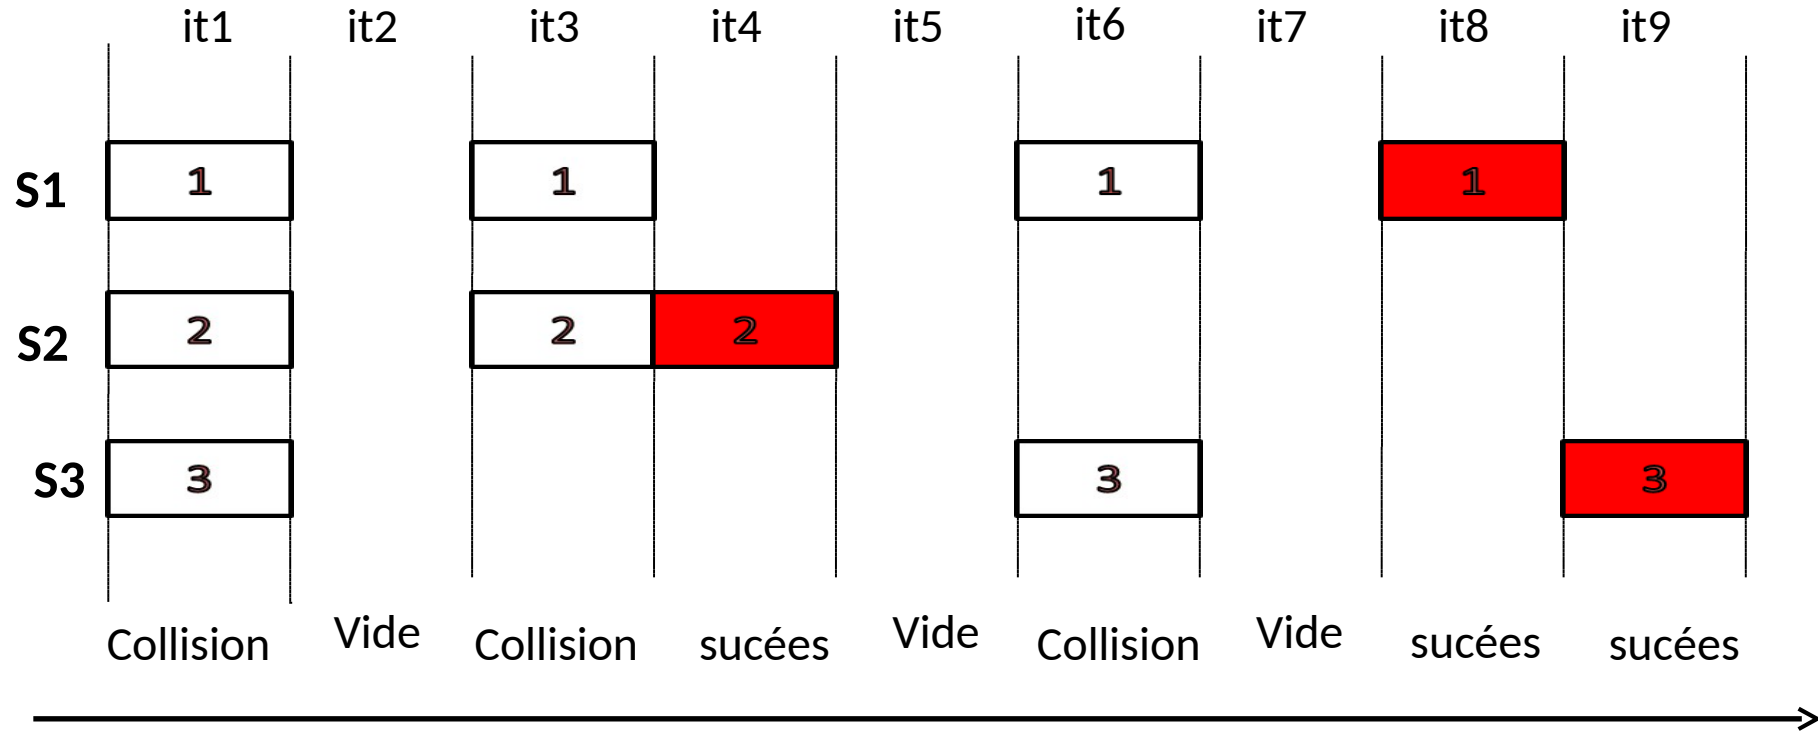 it1 it2 it3 it4 it5 it6 it7 it8 it9
S1 1 1 1 1
S2 2 2 2
S3 3 3 3
Collision Vide Collision sucées Vide Collision Vide sucées sucées